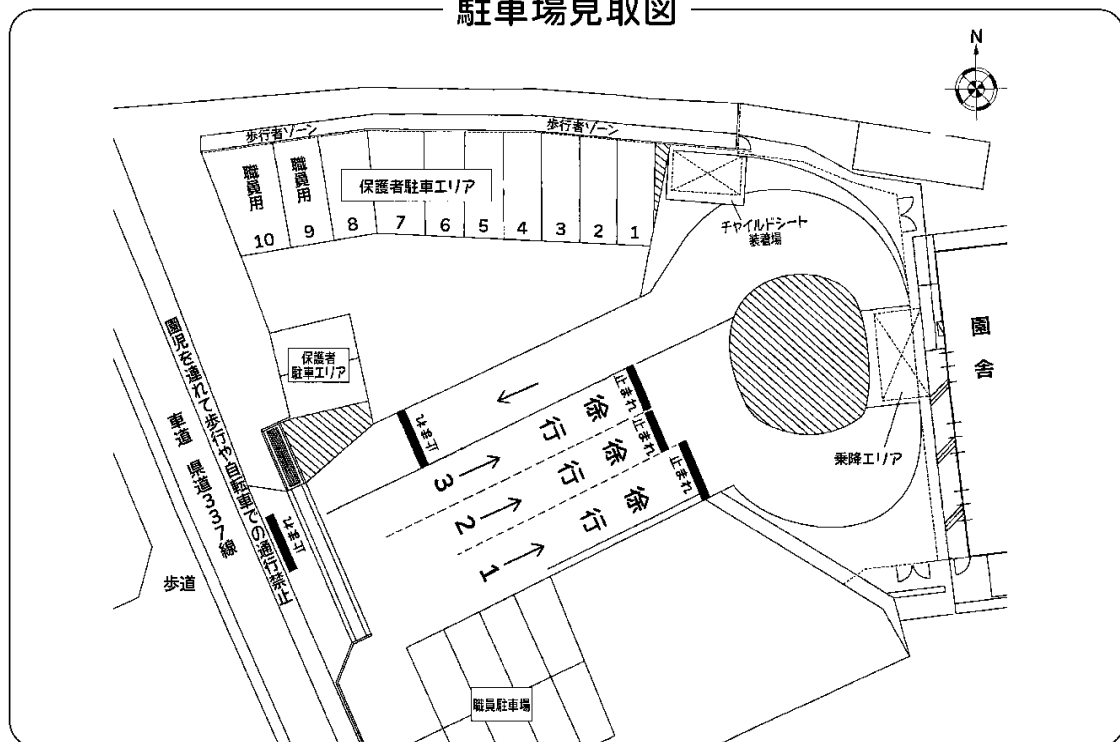 駐車場見取図
N
歩行者ゾーン
歩行者ゾーン
職員用
職員用
保護者駐車エリア
10
9
8
7
6
5
4
3
2
1
チャイルドシート
装着場
園舎
保護者
駐車エリア
園児を連れて歩行や自転車での通行禁止
車道 県道337線
歩道
止まれ
止まれ
止まれ
止まれ
止まれ
徐行
徐行
徐行
3
2
1
乗降エリア
職員駐車場